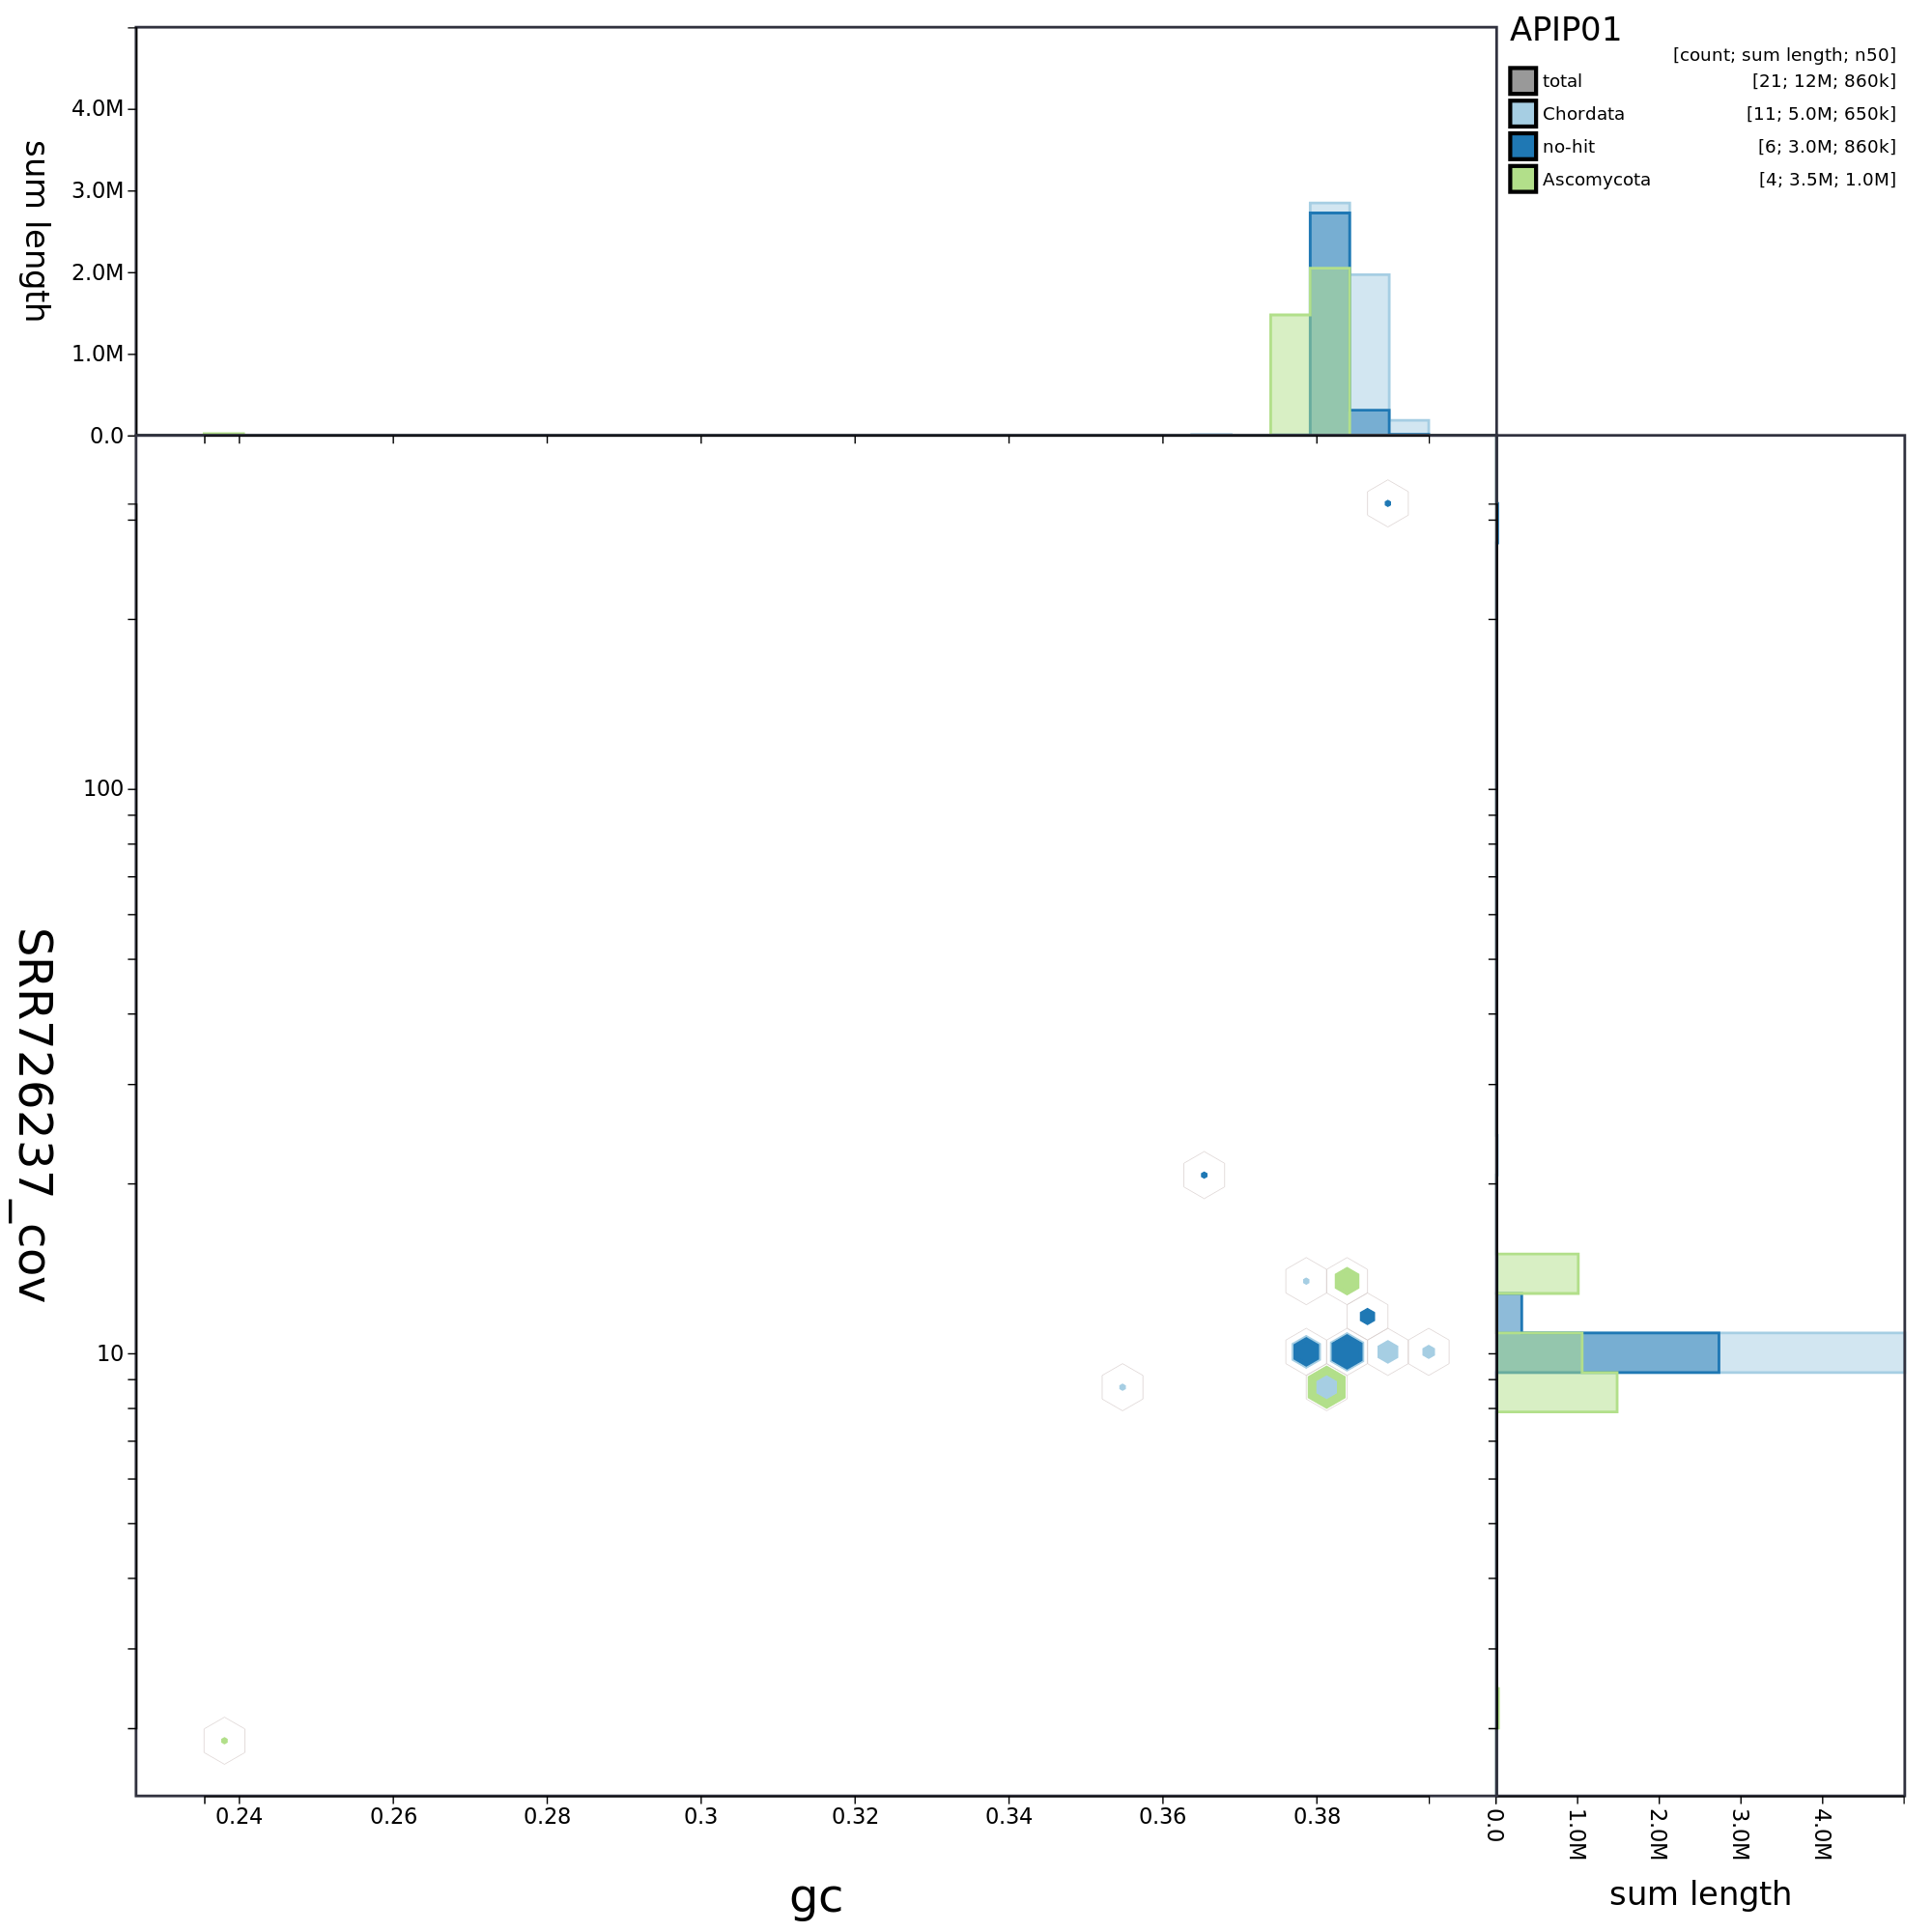 APIP01
[count; sum length; n50]
total [21; 12M; 860k]
Chordata [11; 5.0M; 650k]
no-hit [6; 3.0M; 860k]
Ascomycota [4; 3.5M; 1.0M]
sum length
4.0M
3.0M
2.0M
1.0M
0.0
SRR726237_cov
100
10
0.24 0.26 0.28 0.3 0.32 0.34 0.36 0.38
gc
0.0 1.0M 2.0M 3.0M 4.0M
sum length